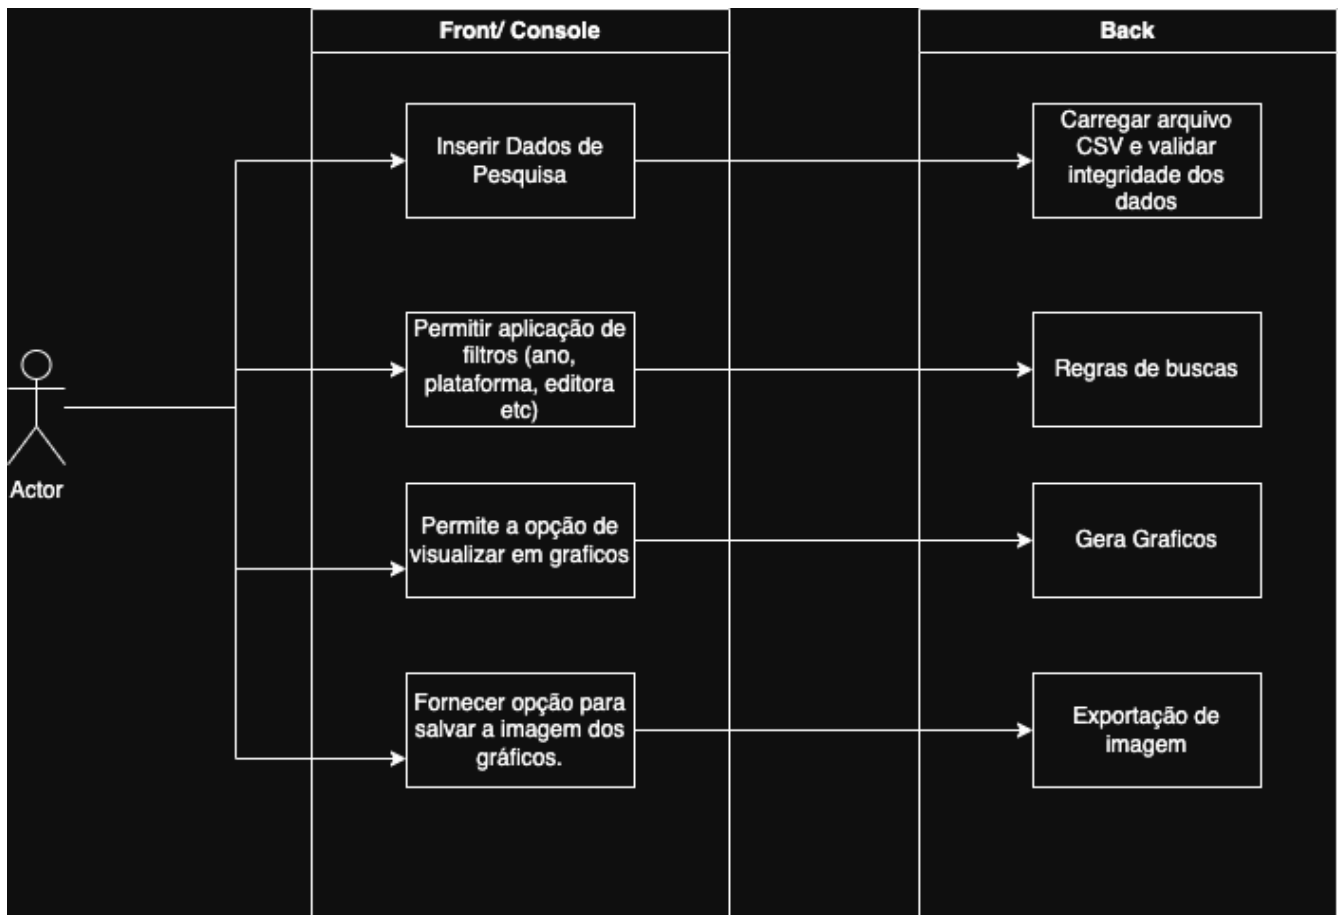 Front/ Console
Back
Inserir Dados de
Pesquisa
Carregar arquivo
CSV e validar
integridade dos
dados
Permitir aplicação de
filtros (ano,
plataforma, editora
etc)
Regras de buscas
Actor
Permite a opção de
visualizar em graficos
Gera Graficos
Fornecer opção para
salvar a imagem dos
gráficos.
Exportação de
imagem